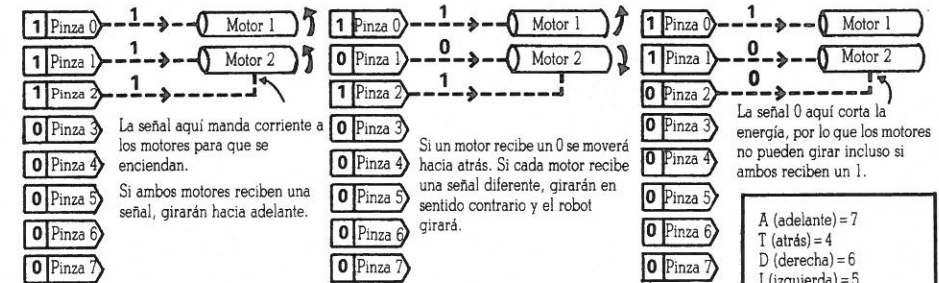 1 Pinza 0 1 Motor 1
1 Pinza 1 1 Motor 2
1 Pinza 2 1
0 Pinza 3
0 Pinza 4
0 Pinza 5
0 Pinza 6
0 Pinza 7
La señal aquí manda corriente a
los motores para que se
enciendan.
Si ambos motores reciben una
señal, girarán hacia adelante.
1 Pinza 0 1 Motor 1
0 Pinza 1 0 Motor 2
1 Pinza 2 1
0 Pinza 3
0 Pinza 4
0 Pinza 5
0 Pinza 6
0 Pinza 7
Si un motor recibe un 0 se moverá
hacia atrás. Si cada motor recibe
una señal diferente, girarán en
sentido contrario y el robot
girará.
1 Pinza 0 1 Motor 1
0 Pinza 1 0 Motor 2
0 Pinza 2 0
0 Pinza 3
0 Pinza 4
0 Pinza 5
0 Pinza 6
0 Pinza 7
La señal 0 aquí corta la
energía, por lo que los motores
no pueden girar incluso si
ambos reciben un 1.
A (adelante) = 7
T (atrás) = 4
D (derecha) = 6
I (izquierda) = 5